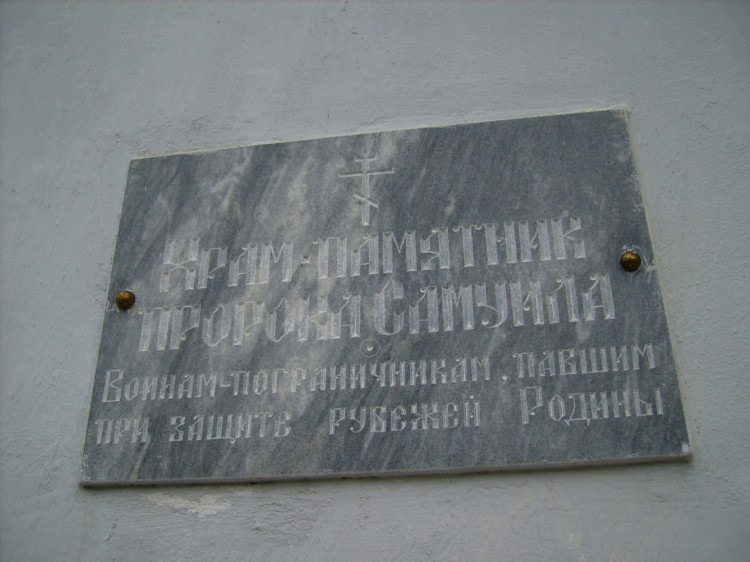 Храм-памятник
пророка Самуила
Воинам-пограничникам, павшим
при защите рубежей Родины